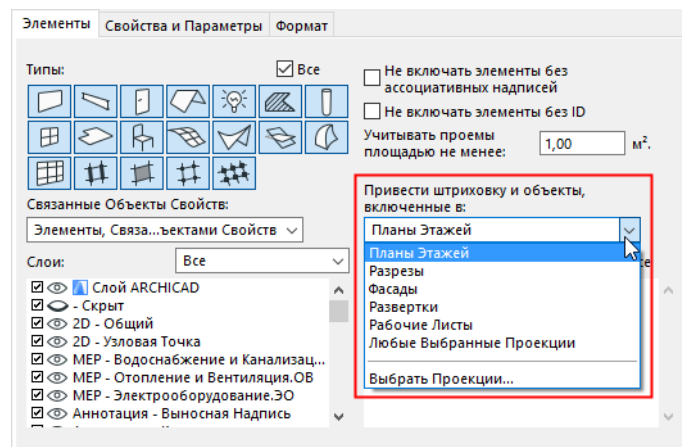 Элементы
Свойства и Параметры
Формат
Типы:
Все
Не включать элементы без
ассоциативных надписей
Не включать элементы без ID
Учитывать проемы
площадью не менее:
1,00
м².
Связанные Объекты Свойств:
Элементы, Связа...ъектами Свойств
Слои:
Все
Слой ARCHICAD
- Скрыт
2D - Общий
2D - Узловая Точка
MEP - Водоснабжение и Канализац...
MEP - Отопление и Вентиляция.ОВ
MEP - Электрооборудование.ЭО
Аннотация - Выносная Надпись
Привести штриховку и объекты,
включенные в:
Планы Этажей
Планы Этажей
Разрезы
Фасады
Развертки
Рабочие Листы
Любые Выбранные Проекции
Выбрать Проекции...